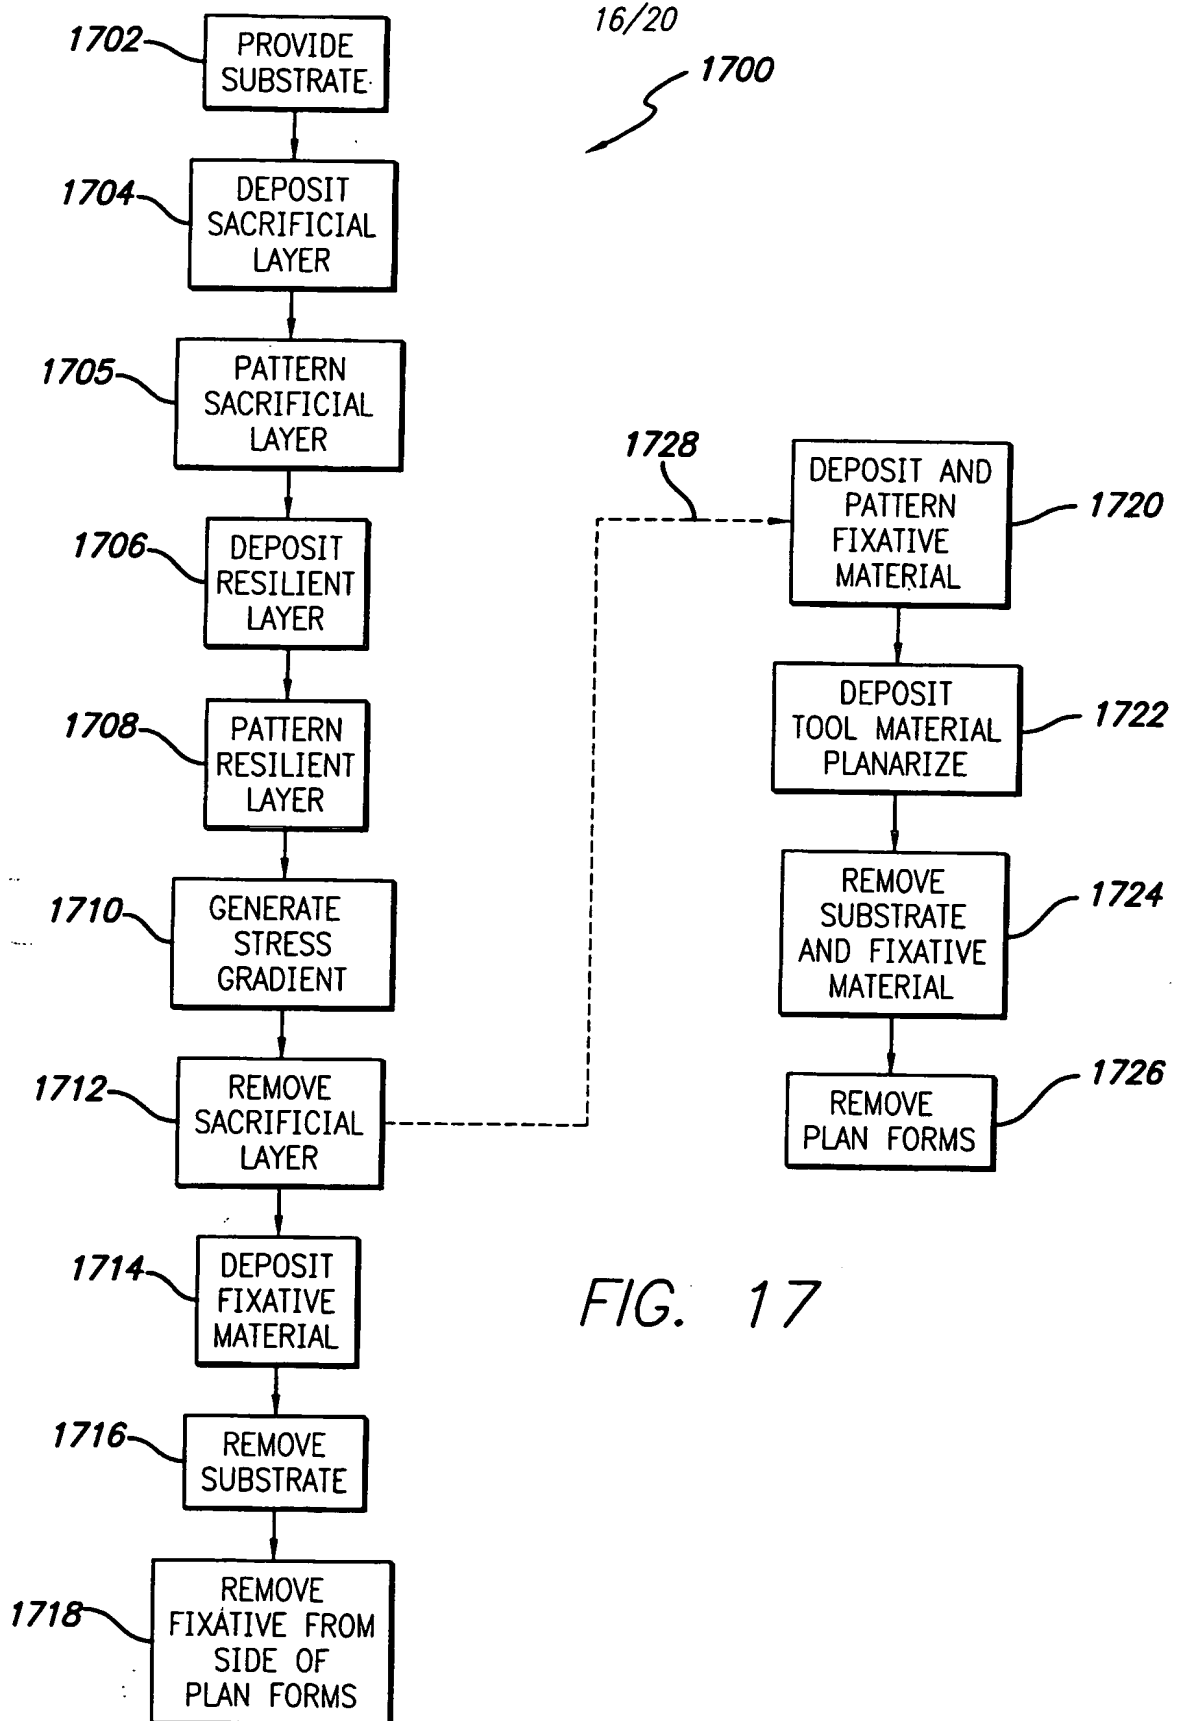 16/20
1700
1702
PROVIDE
SUBSTRATE
1704
DEPOSIT
SACRIFICIAL
LAYER
1705
PATTERN
SACRIFICIAL
LAYER
1706
DEPOSIT
RESILIENT
LAYER
1708
PATTERN
RESILIENT
LAYER
1710
GENERATE
STRESS
GRADIENT
1712
REMOVE
SACRIFICIAL
LAYER
1714
DEPOSIT
FIXATIVE
MATERIAL
1716
REMOVE
SUBSTRATE
1718
REMOVE
FIXATIVE FROM
SIDE OF
PLAN FORMS
1728
DEPOSIT AND
PATTERN
FIXATIVE
MATERIAL
1720
DEPOSIT
TOOL MATERIAL
PLANARIZE
1722
REMOVE
SUBSTRATE
AND FIXATIVE
MATERIAL
1724
REMOVE
PLAN FORMS
1726
FIG. 17